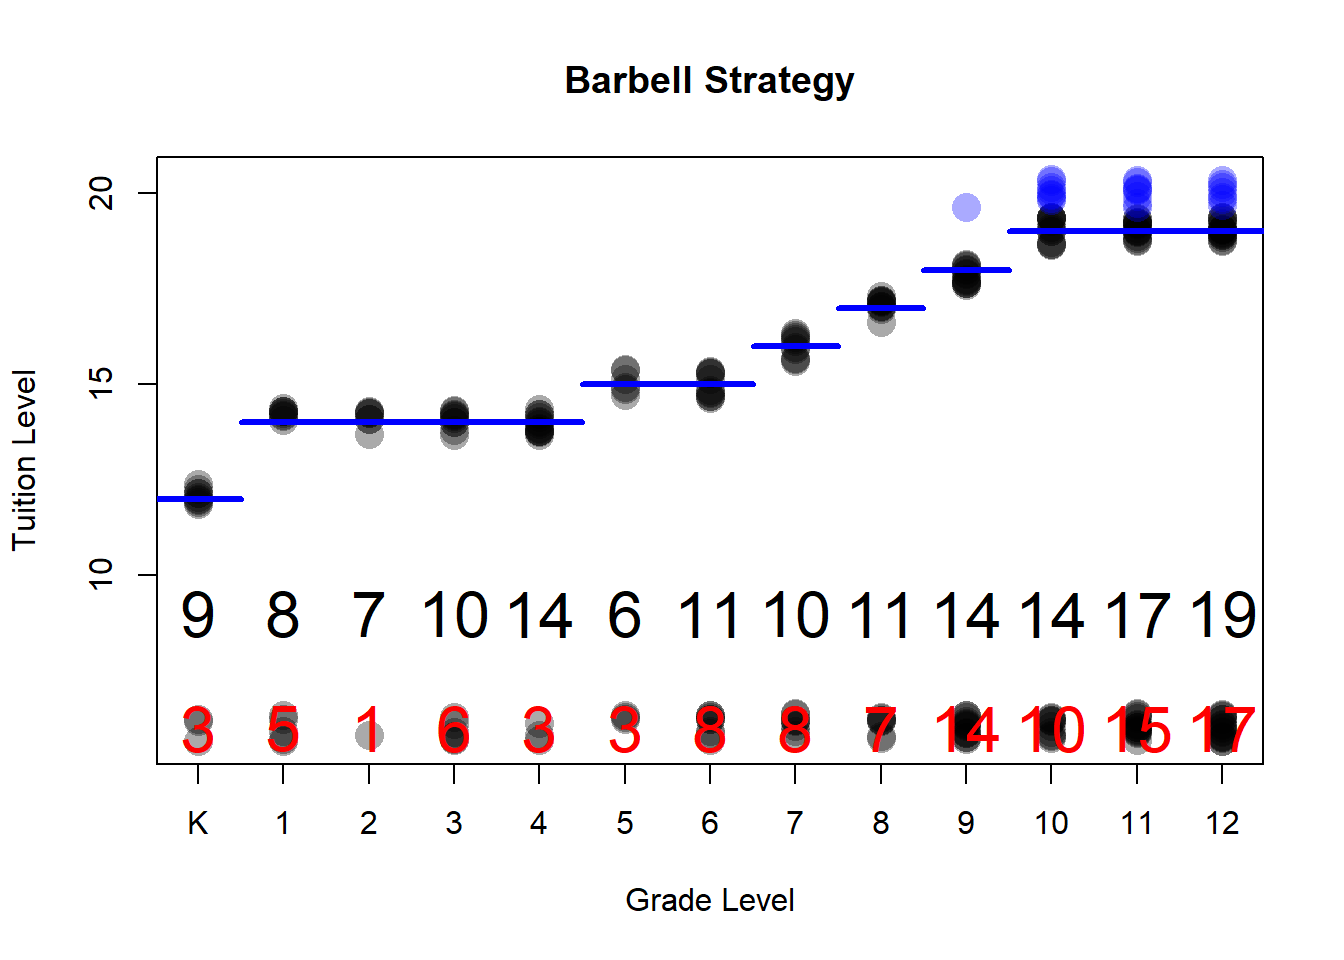 Barbell Strategy
Tuition Level
20
15
10
9 8 7 10 14 6 11 10 11 14 14 17 19
3 5 1 6 3 3 8 8 7 14 10 15 17
K 1 2 3 4 5 6 7 8 9 10 11 12
Grade Level